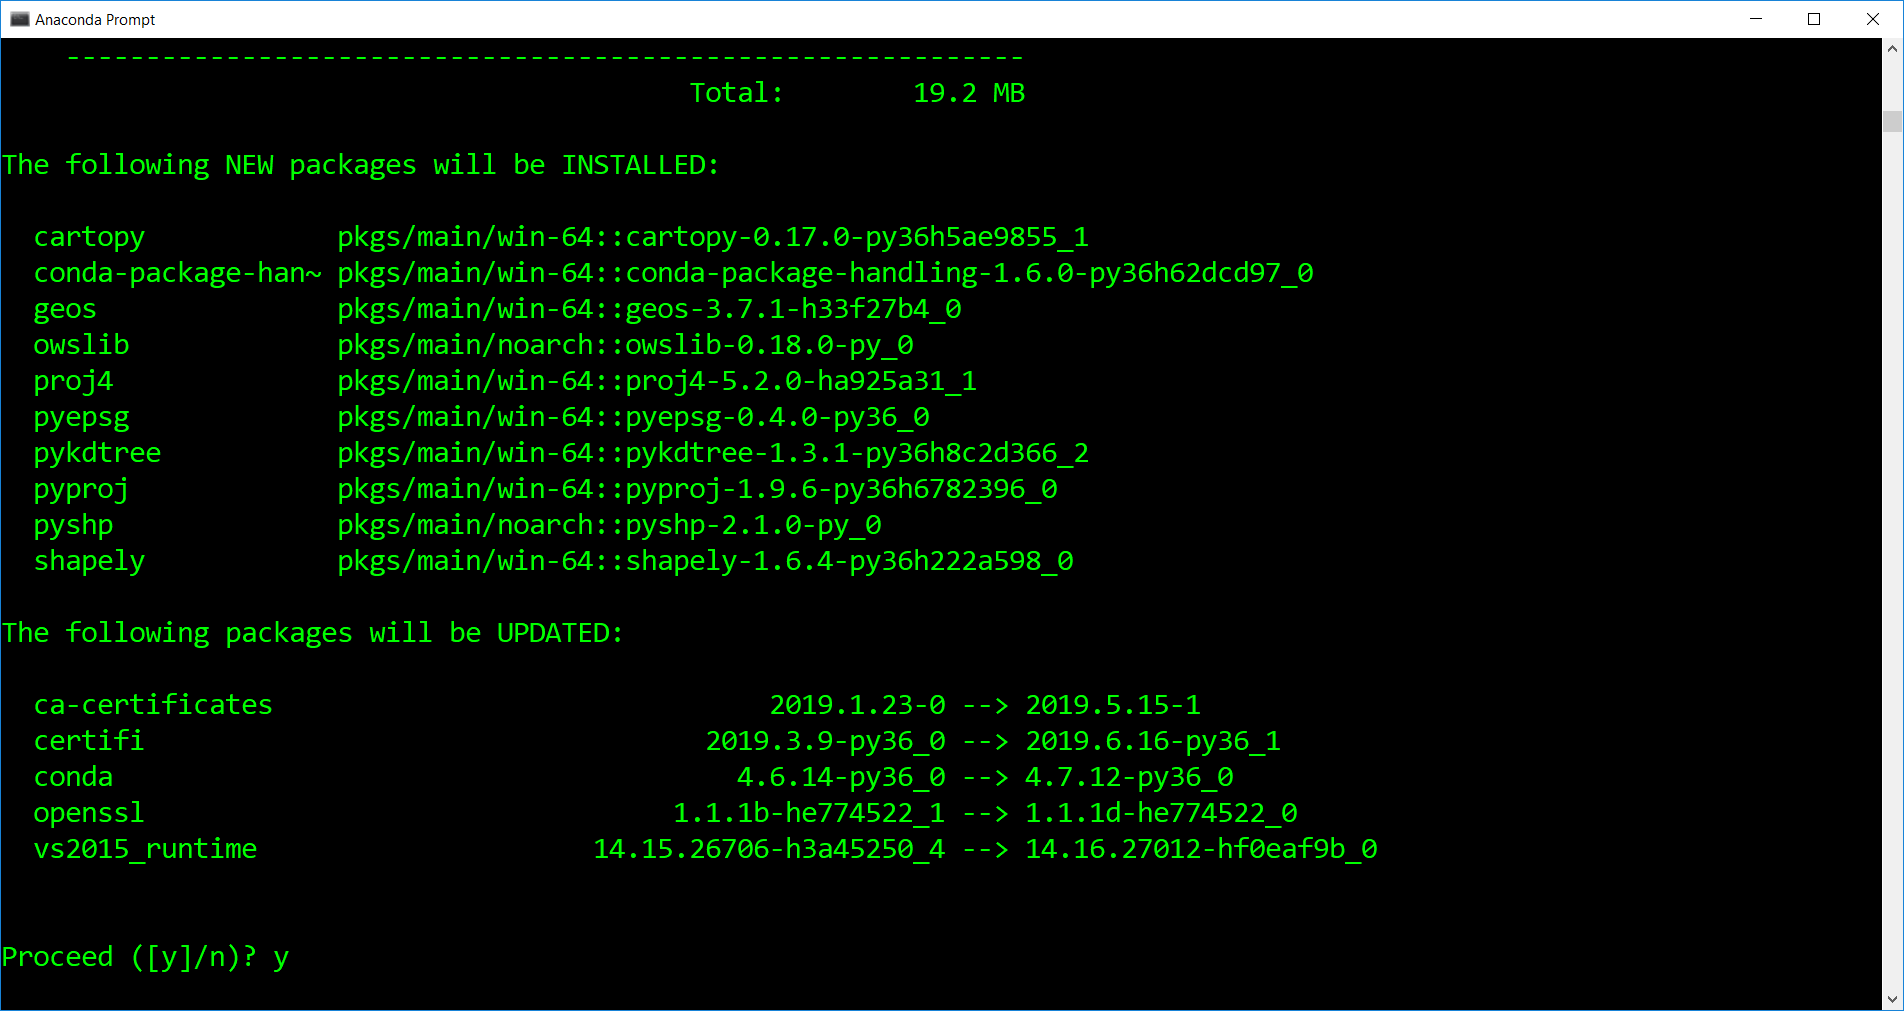 Anaconda Prompt
------------------------------------------------------------
Total: 19.2 MB
The following NEW packages will be INSTALLED:
cartopy pkgs/main/win-64::cartopy-0.17.0-py36h5ae9855_1
conda-package-han~ pkgs/main/win-64::conda-package-handling-1.6.0-py36h62dcd97_0
geos pkgs/main/win-64::geos-3.7.1-h33f27b4_0
owslib pkgs/main/noarch::owslib-0.18.0-py_0
proj4 pkgs/main/win-64::proj4-5.2.0-ha925a31_1
pyepsg pkgs/main/win-64::pyepsg-0.4.0-py36_0
pykdtree pkgs/main/win-64::pykdtree-1.3.1-py36h8c2d366_2
pyproj pkgs/main/win-64::pyproj-1.9.6-py36h6782396_0
pyshp pkgs/main/noarch::pyshp-2.1.0-py_0
shapely pkgs/main/win-64::shapely-1.6.4-py36h222a598_0
The following packages will be UPDATED:
ca-certificates 2019.1.23-0 --> 2019.5.15-1
certifi 2019.3.9-py36_0 --> 2019.6.16-py36_1
conda 4.6.14-py36_0 --> 4.7.12-py36_0
openssl 1.1.1b-he774522_1 --> 1.1.1d-he774522_0
vs2015_runtime 14.15.26706-h3a45250_4 --> 14.16.27012-hf0eaf9b_0
Proceed ([y]/n)? y